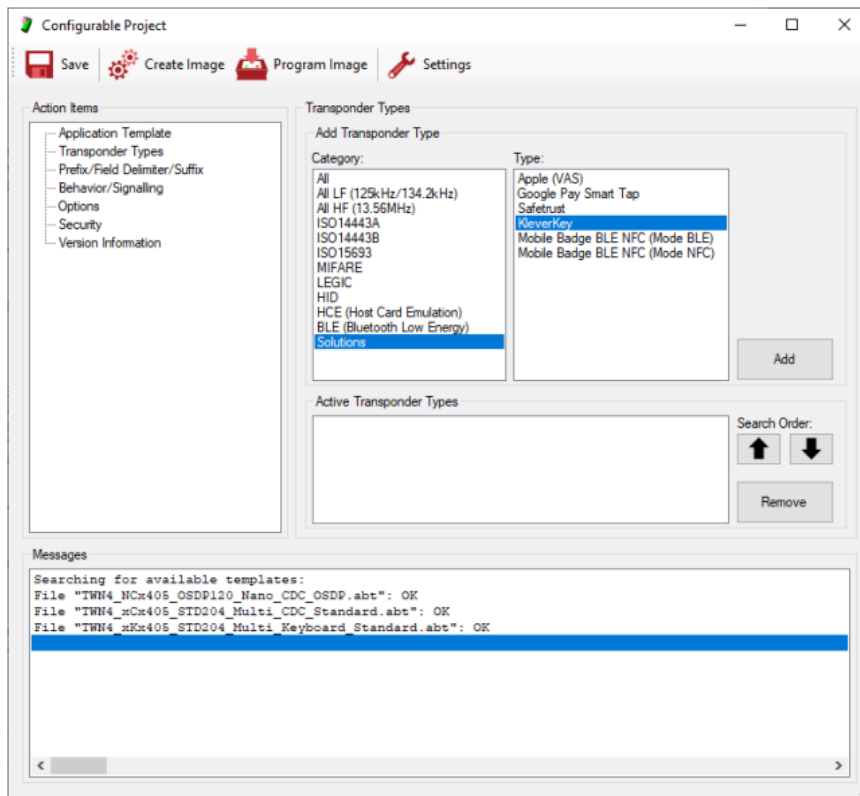 Configurable Project
Save
Create Image
Program Image
Settings
Action Items
Application Template
Transponder Types
Prefix/Field Delimiter/Suffix
Behavior/Signalling
Options
Security
Version Information
Transponder Types
Add Transponder Type
Category:
All
All LF (125kHz/134.2kHz)
All HF (13.56MHz)
ISO14443A
ISO14443B
ISO15693
MIFARE
LEGIC
HID
HCE (Host Card Emulation)
BLE (Bluetooth Low Energy)
Solutions
Type:
Apple (VAS)
Google Pay Smart Tap
Safetrust
KleverKey
Mobile Badge BLE NFC (Mode BLE)
Mobile Badge BLE NFC (Mode NFC)
Add
Active Transponder Types
Search Order:
Remove
Messages
Searching for available templates:
File "TWN4_NCx405_OSDP120_Nano_CDC_OSDP.abt": OK
File "TWN4_xCx405_STD204_Multi_CDC_Standard.abt": OK
File "TWN4_xKx405_STD204_Multi_Keyboard_Standard.abt": OK